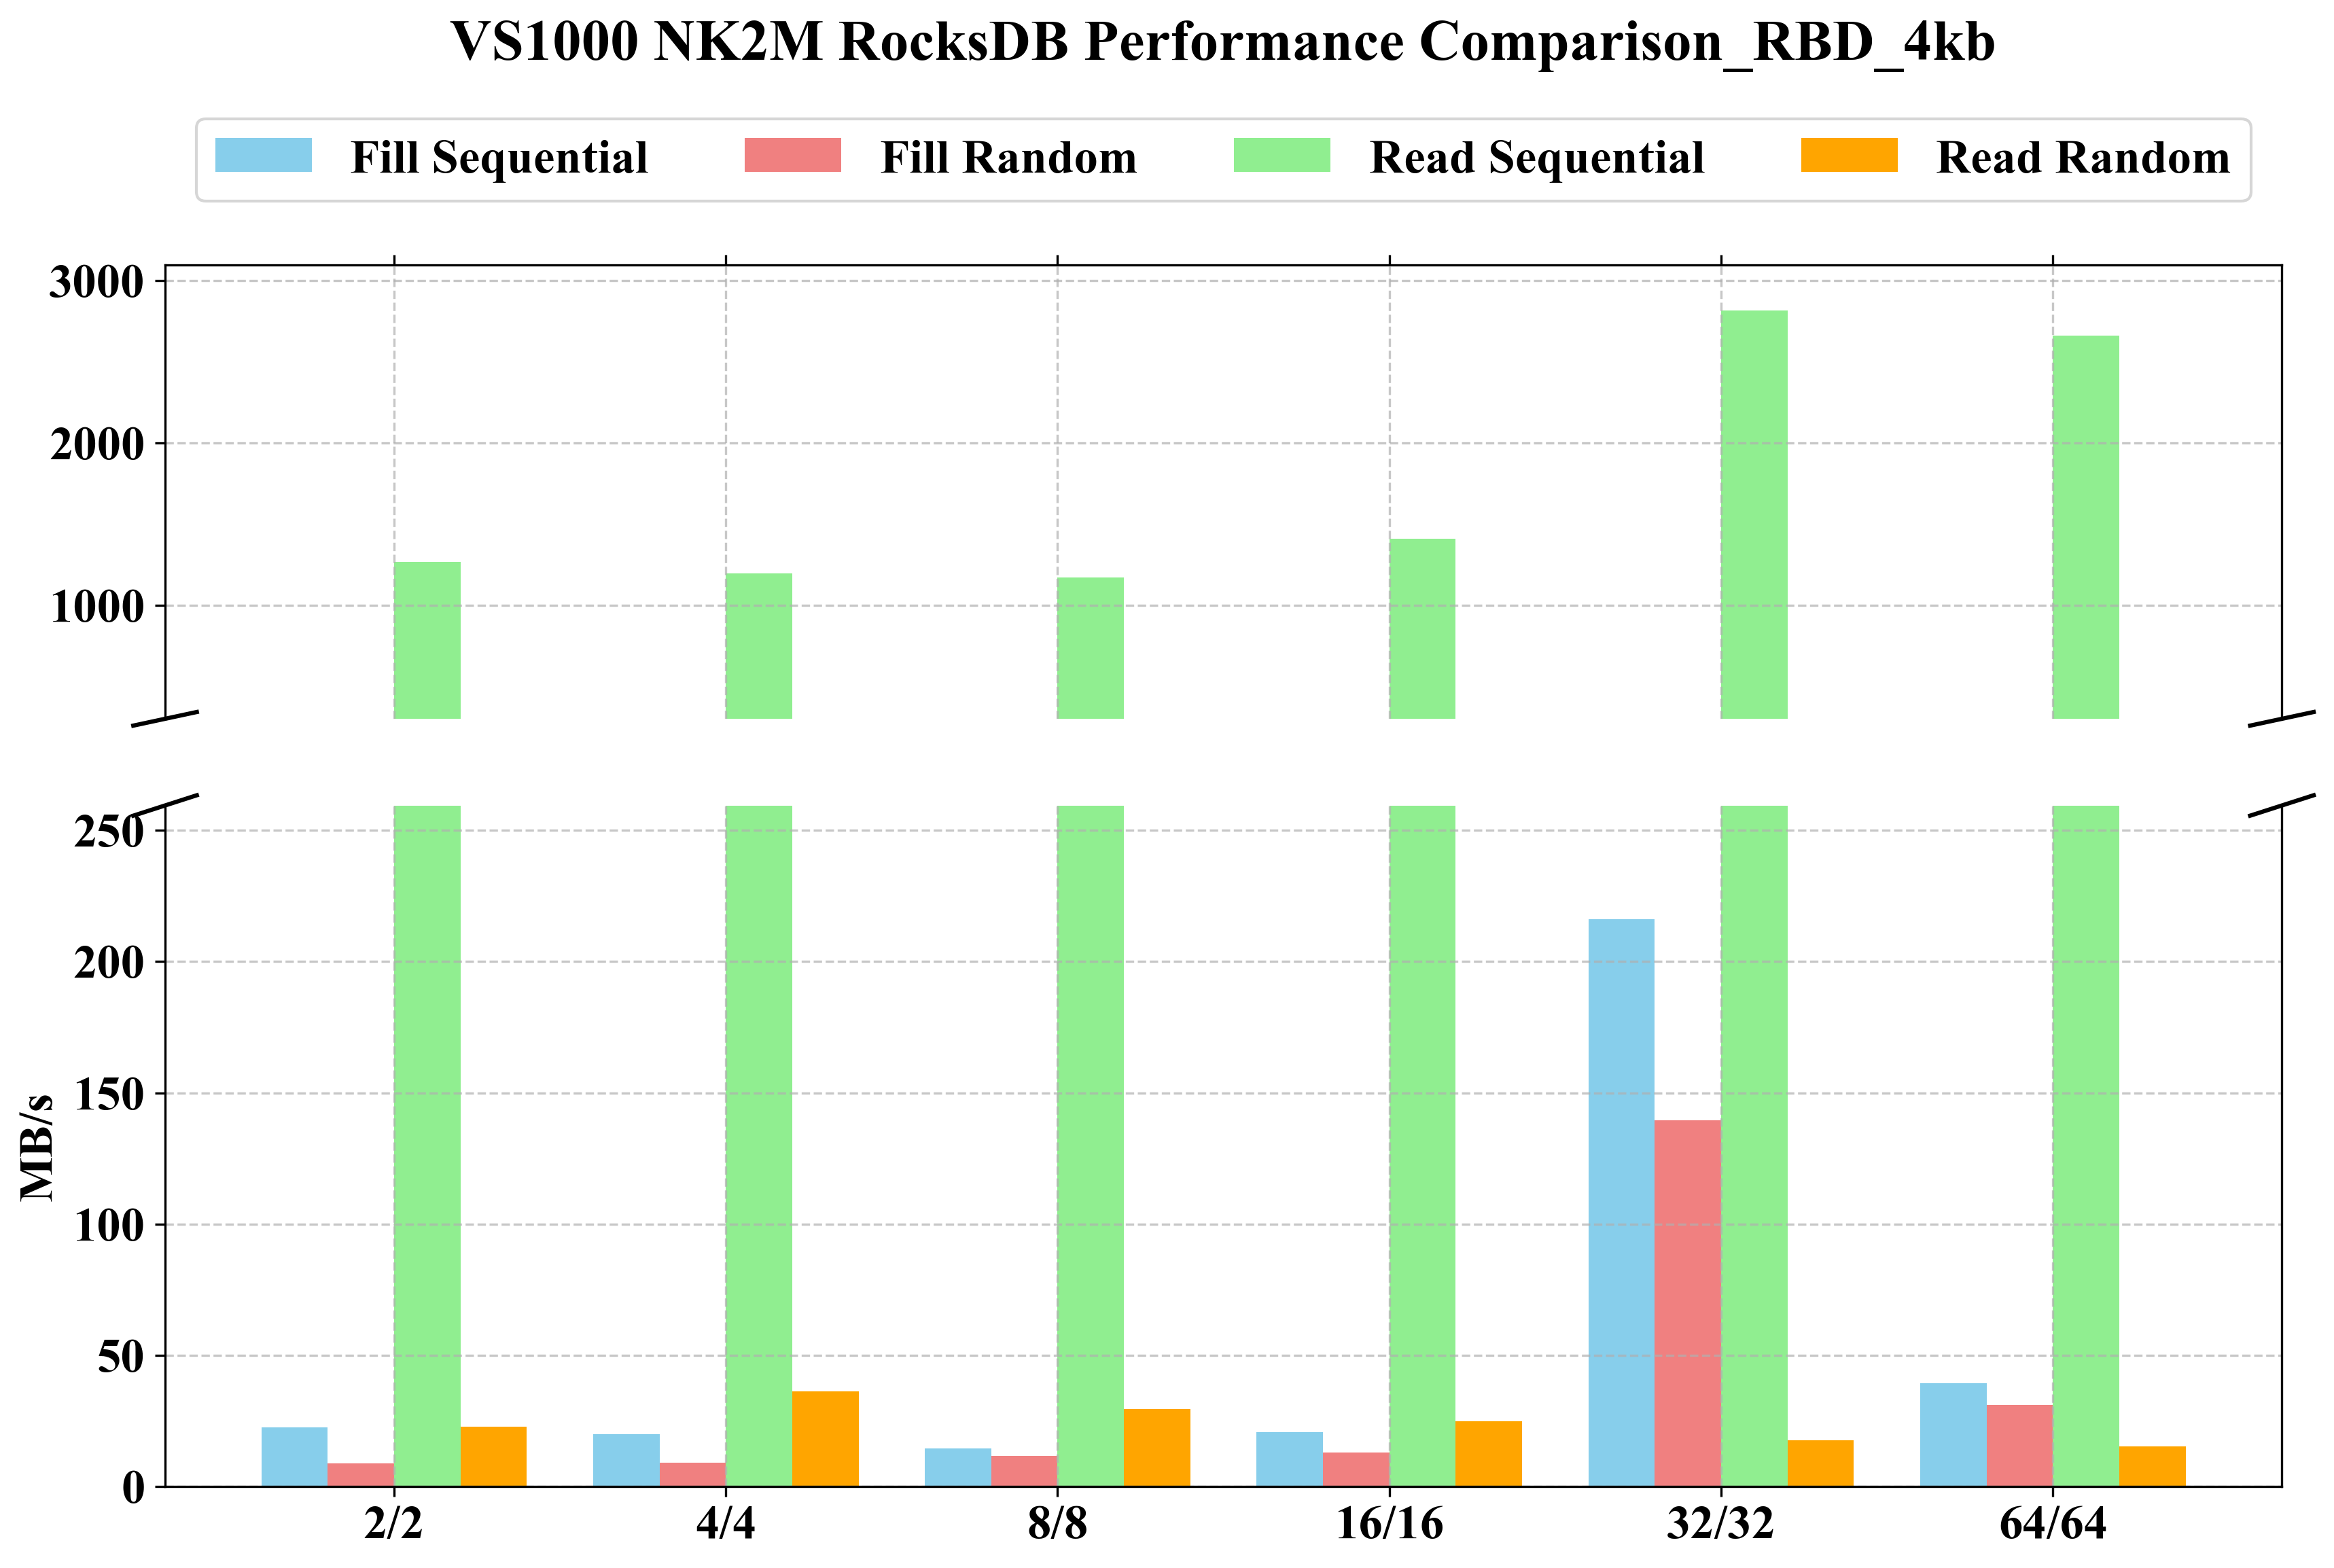 VS1000 NK2M RocksDB Performance Comparison_RBD_4kb
Fill Sequential
Fill Random
Read Sequential
Read Random
3000
2000
1000
250
200
150
100
50
0
MB/s
2/2
4/4
8/8
16/16
32/32
64/64